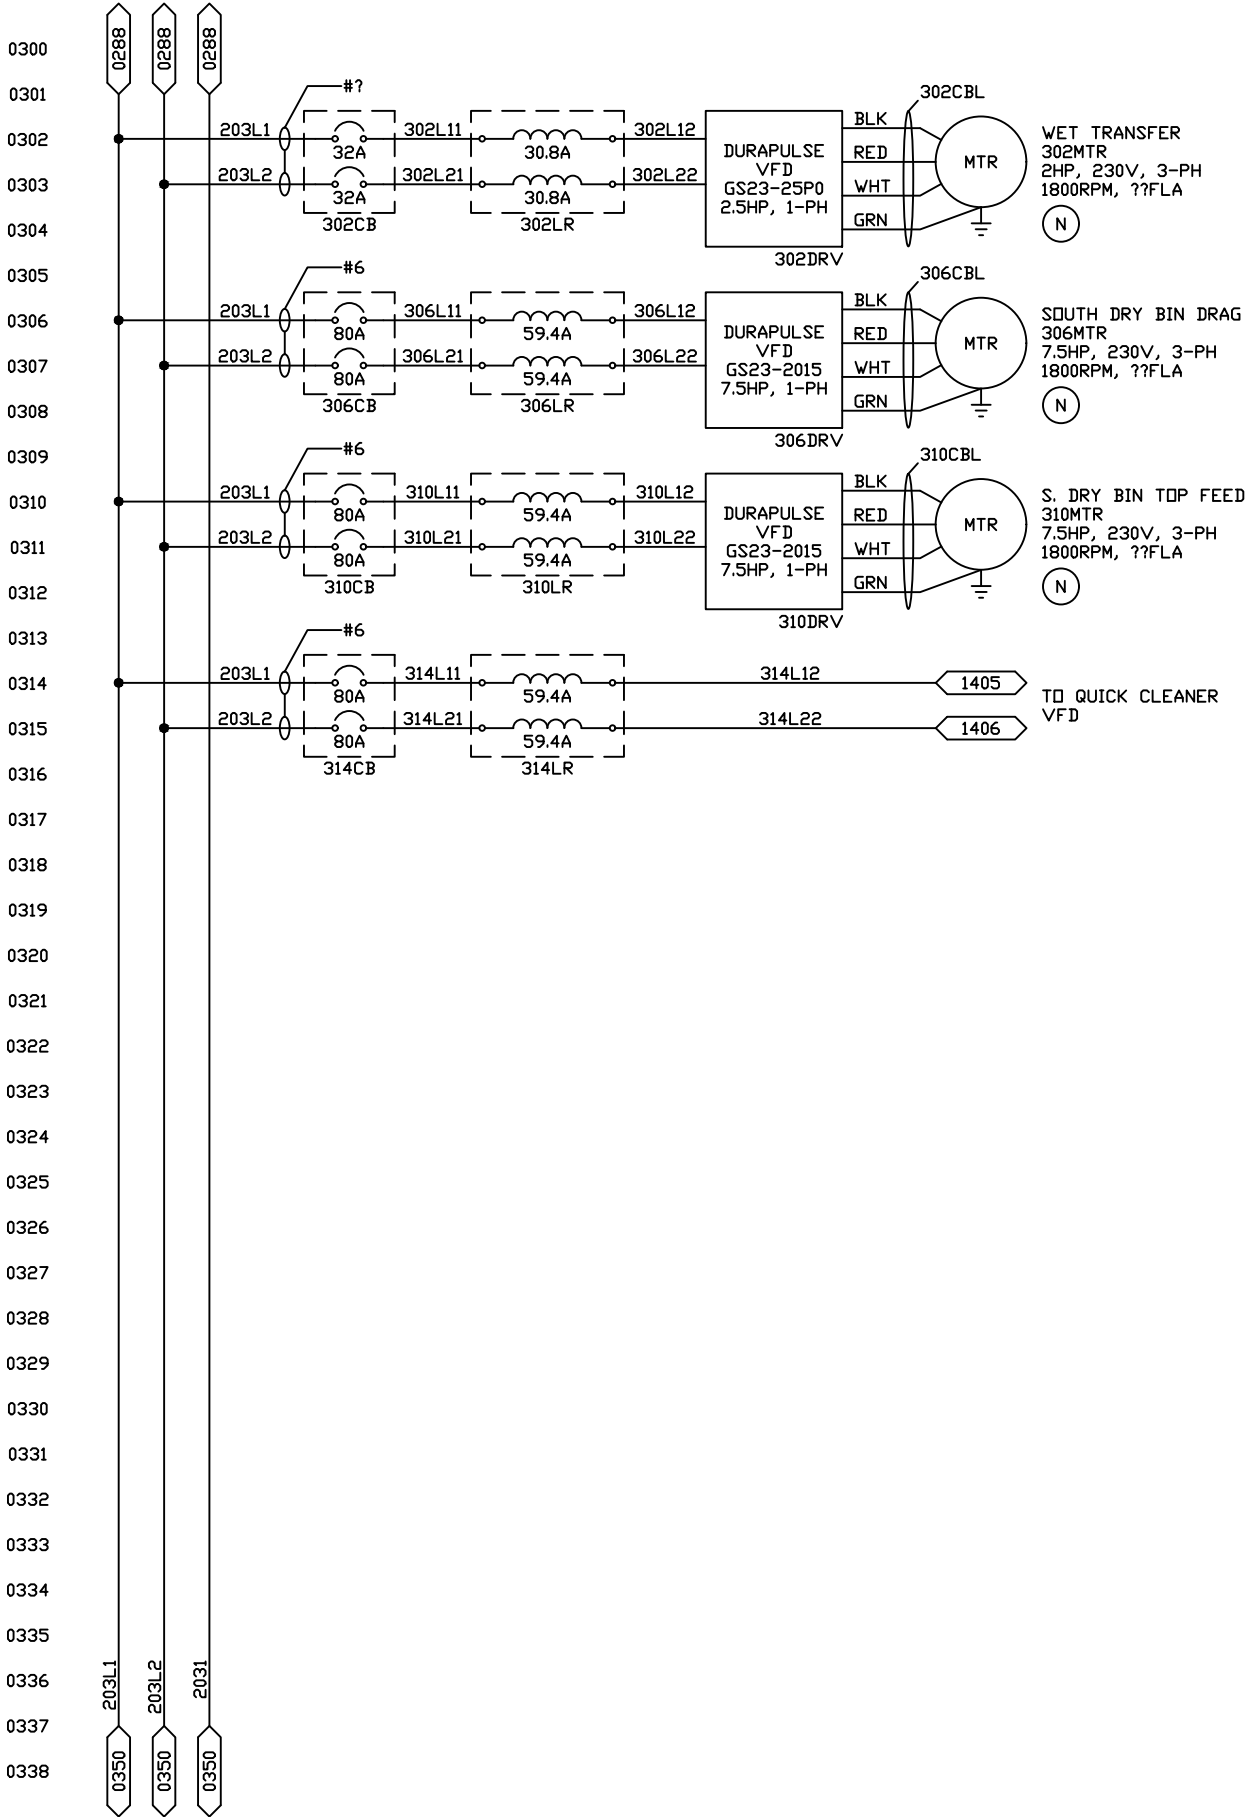 0300
0288
0288
0288
0301
#?
302CBL
0302
203L1
32A
302L11
30.8A
302L12
DURAPULSE
VFD
GS23-25P0
2.5HP, 1-PH
BLK
RED
WHT
GRN
MTR
WET TRANSFER
302MTR
2HP, 230V, 3-PH
1800RPM, ??FLA
N
0303
203L2
32A
302L21
30.8A
302L22
0304
302CB
302LR
302DRV
0305
#6
306CBL
0306
203L1
80A
306L11
59.4A
306L12
DURAPULSE
VFD
GS23-2015
7.5HP, 1-PH
BLK
RED
WHT
GRN
MTR
SOUTH DRY BIN DRAG
306MTR
7.5HP, 230V, 3-PH
1800RPM, ??FLA
N
0307
203L2
80A
306L21
59.4A
306L22
0308
306CB
306LR
306DRV
0309
#6
310CBL
0310
203L1
80A
310L11
59.4A
310L12
DURAPULSE
VFD
GS23-2015
7.5HP, 1-PH
BLK
RED
WHT
GRN
MTR
S. DRY BIN TOP FEED
310MTR
7.5HP, 230V, 3-PH
1800RPM, ??FLA
N
0311
203L2
80A
310L21
59.4A
310L22
0312
310CB
310LR
310DRV
0313
#6
0314
203L1
80A
314L11
59.4A
314L12
1405
TO QUICK CLEANER
VFD
0315
203L2
80A
314L21
59.4A
314L22
1406
0316
314CB
314LR
0317
0318
0319
0320
0321
0322
0323
0324
0325
0326
0327
0328
0329
0330
0331
0332
0333
0334
0335
0336
203L1
203L2
2031
0337
0338
0350
0350
0350